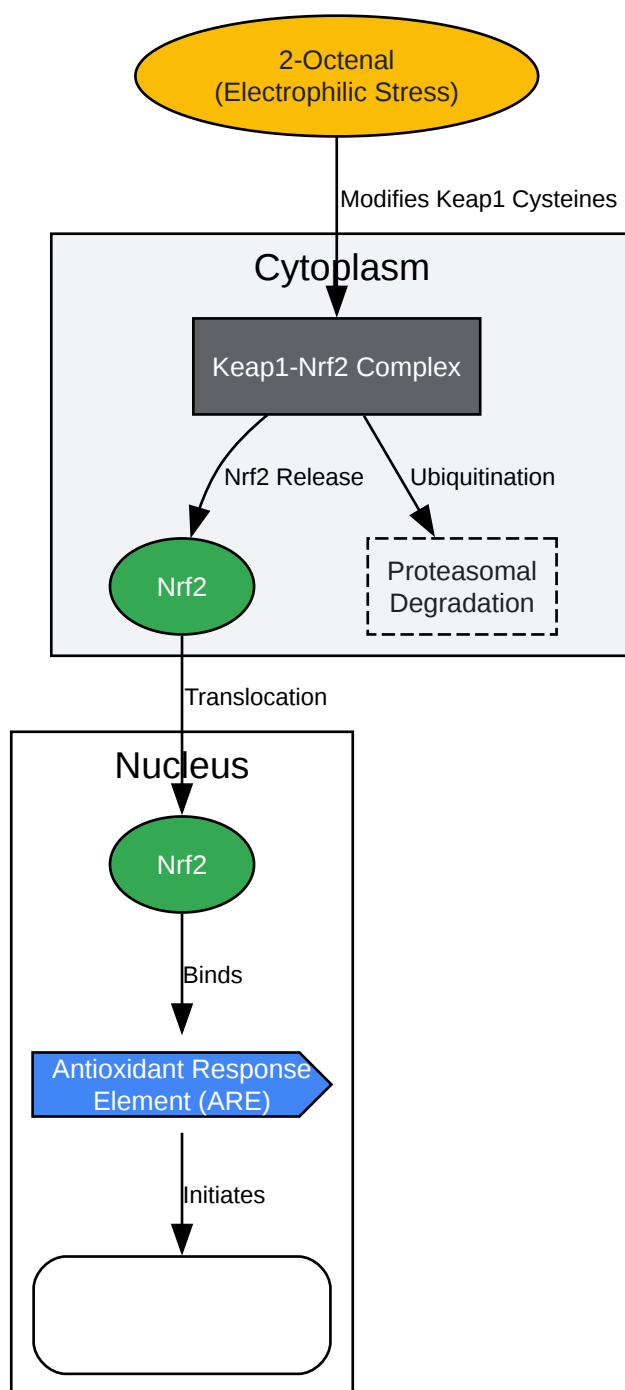 2-Octenal
(Electrophilic Stress)
Modifies Keap1 Cysteines
Cytoplasm
Keap1-Nrf2 Complex
Nrf2 Release
Ubiquitination
Nrf2
Proteasomal
Degradation
Translocation
Nucleus
Nrf2
Binds
Antioxidant Response
Element (ARE)
Initiates